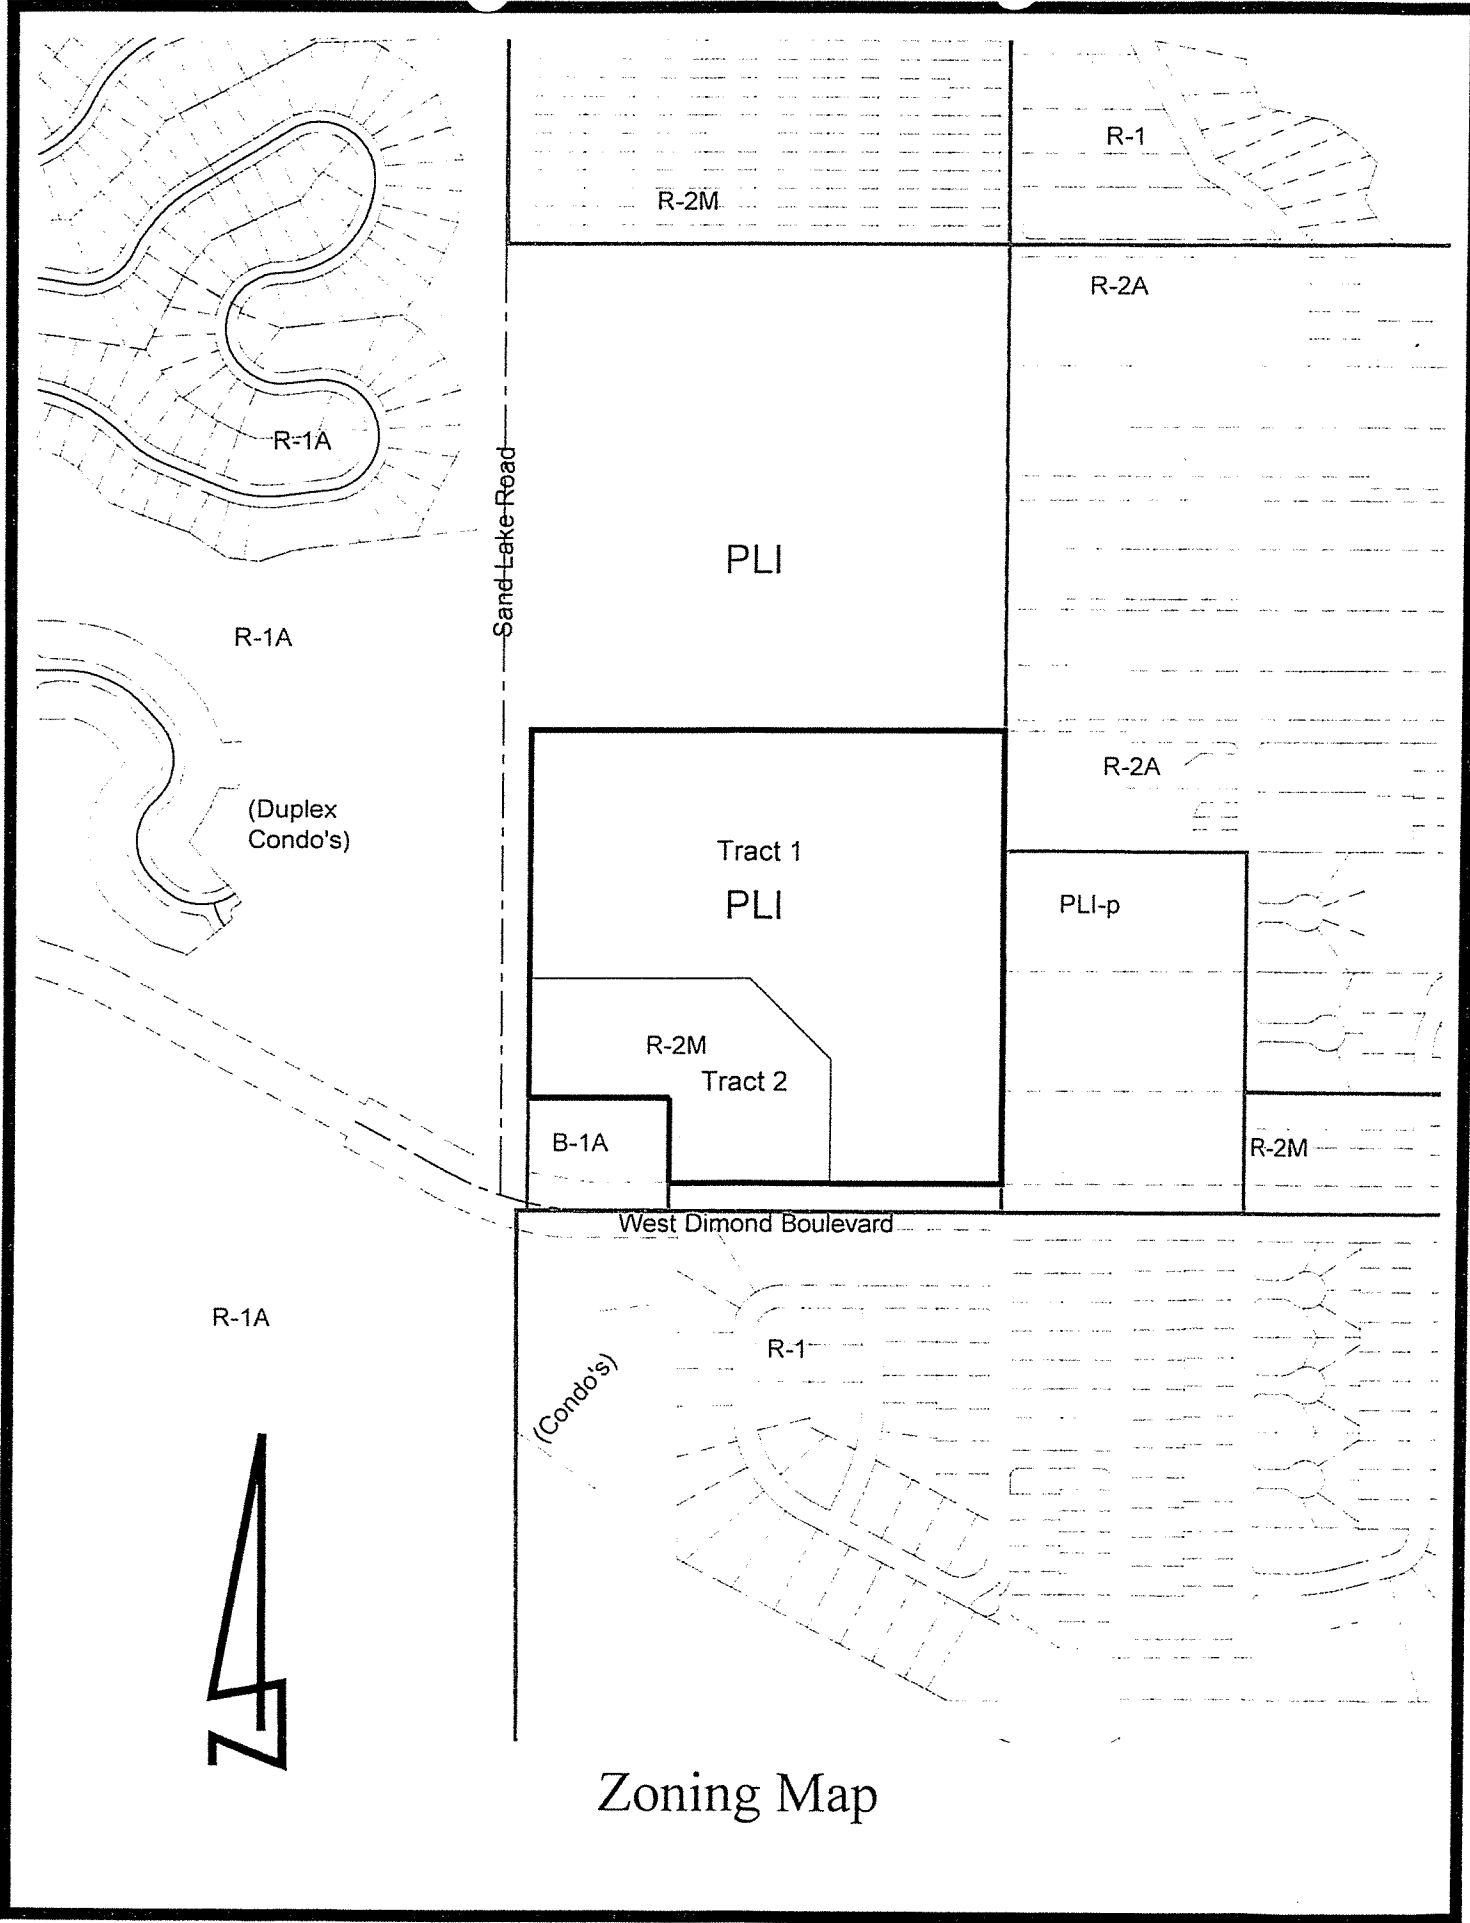 R-1
R-2M
R-2A
R-1A
Sand Lake Road
PLI
R-1A
R-2A
(Duplex
Condo's)
Tract 1
PLI
PLI-p
R-2M
Tract 2
B-1A
R-2M
West Dimond Boulevard
R-1A
R-1
(Condo's)
N
Zoning Map